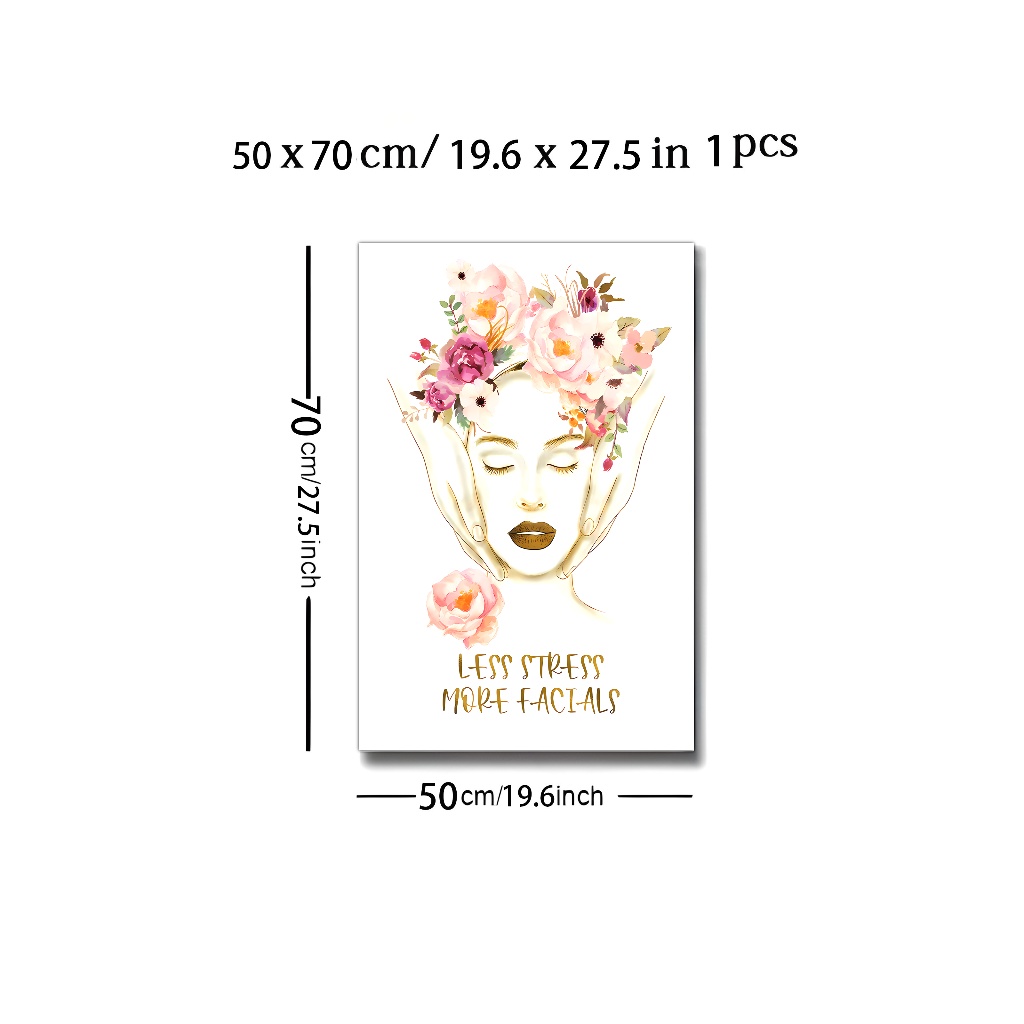 50 x 70 cm/ 19.6 x 27.5 in 1 pcs
70 cm/27.5 inch
LESS STRESS
MORE FACIALS
50 cm/19.6 inch